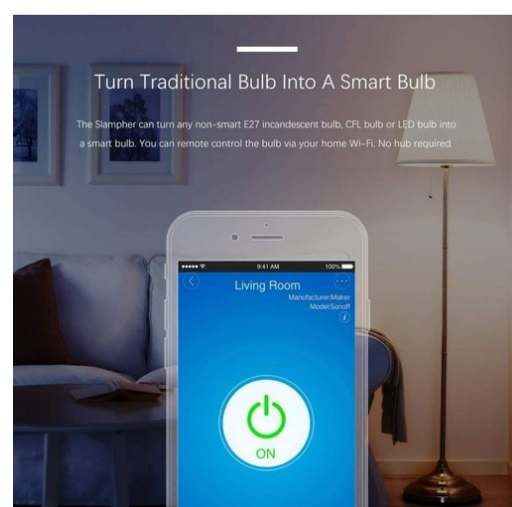 Turn Traditional Bulb Into A Smart Bulb
The Slampher can turn any non-smart E27 incandescent bulb, CFL bulb or LED bulb into
a smart bulb. You can remote control the bulb via your home Wi-Fi. No hub required.
9:41 AM 100%
Living Room
Manufacturer:Maker
Model:Sonoff
i
ON